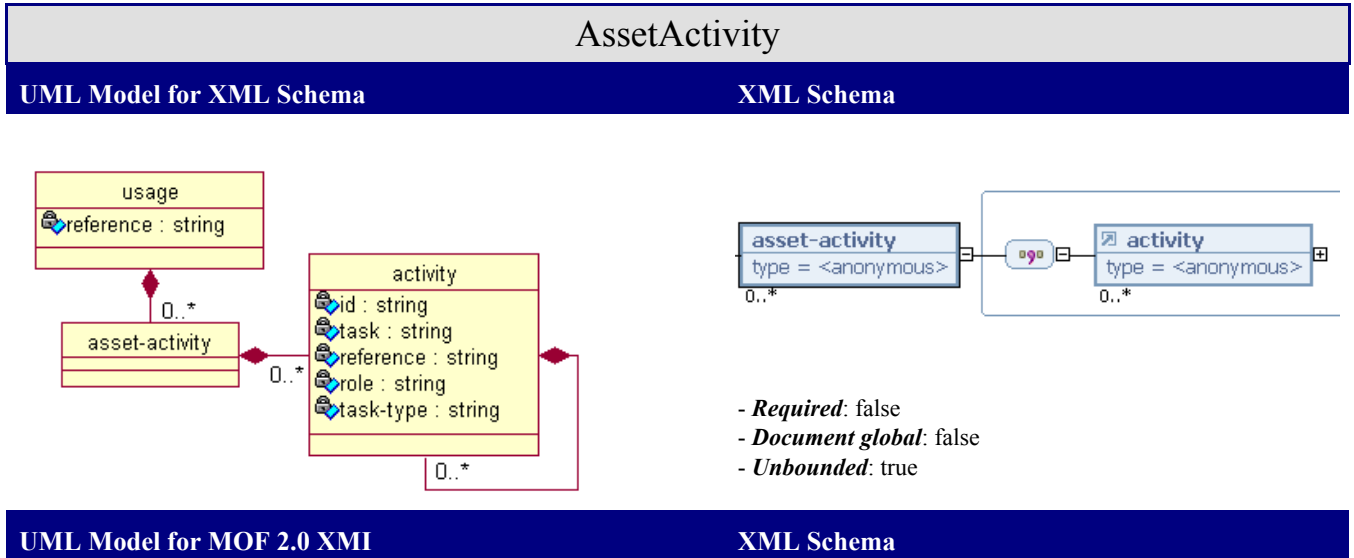 AssetActivity
UML Model for XML Schema
XML Schema
usage
reference : string
0..*
asset-activity
0..*
activity
id : string
task : string
reference : string
role : string
task-type : string
0..*
asset-activity
type = <anonymous>
0..*
activity
type = <anonymous>
0..*
- Required: false
- Document global: false
- Unbounded: true
UML Model for MOF 2.0 XMI
XML Schema